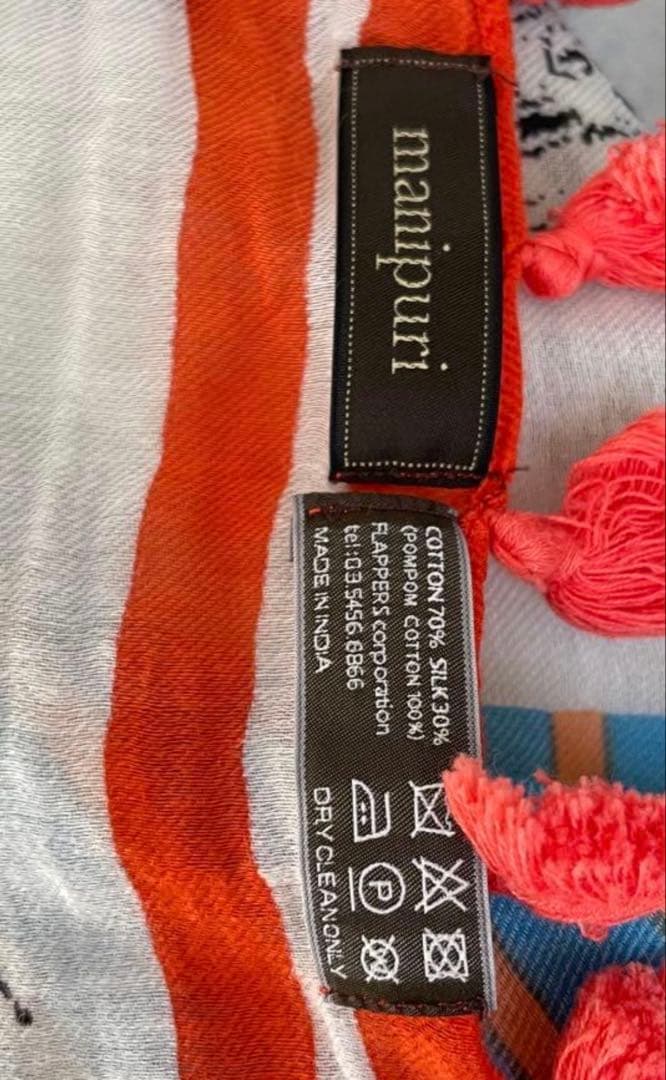 manipuri
COTTON 70% SILK 30%
(POMPOM COTTON 100%)
FLAPPERS corporation
tel:03.5456.6866
MADE IN INDIA
P
DRY CLEAN ONLY